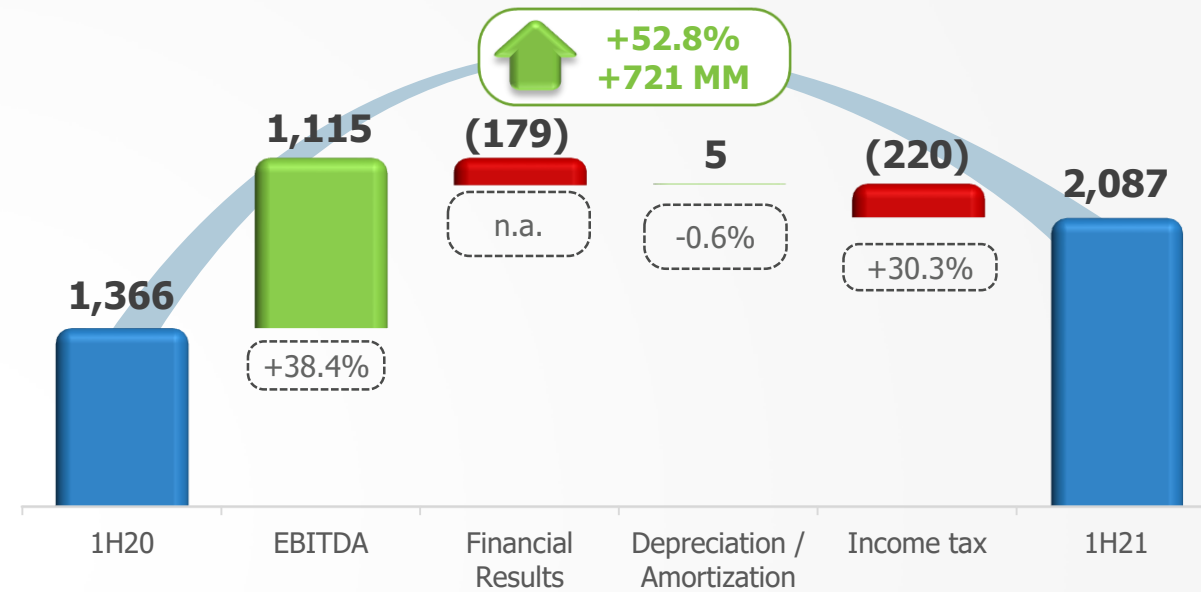 +52.8%
+721 MM
1,115
(179)
5
(220)
2,087
n.a.
-0.6%
+30.3%
1,366
+38.4%
1H20
EBITDA
Financial
Results
Depreciation /
Amortization
Income tax
1H21